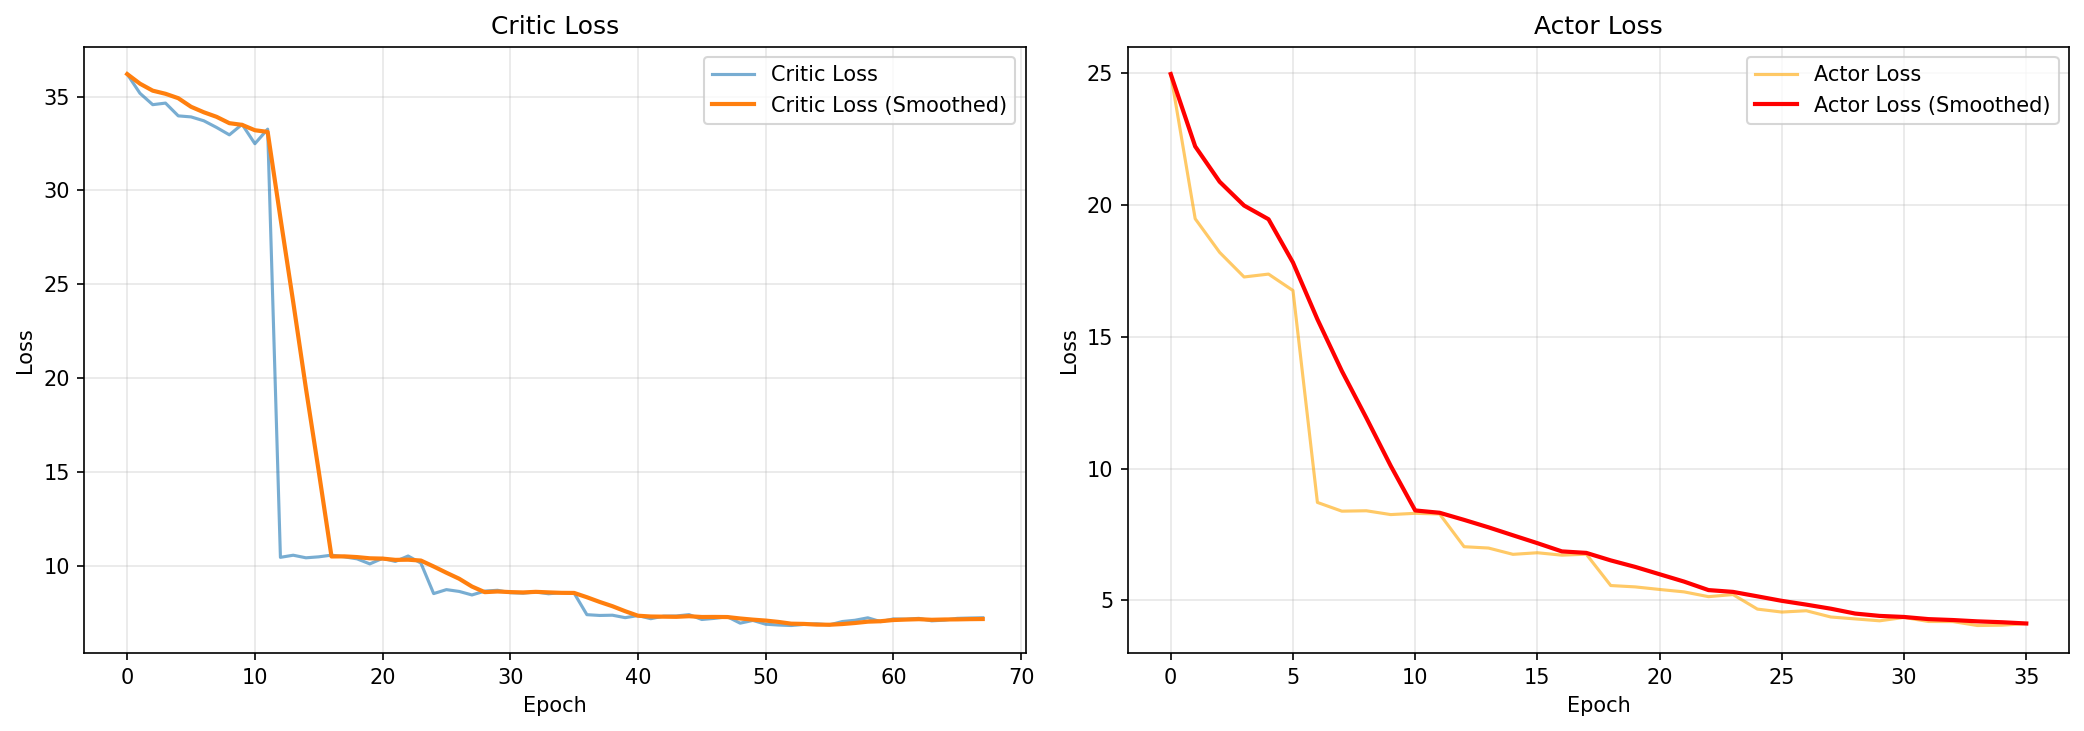 Critic Loss
Critic Loss
Critic Loss (Smoothed)
Loss
35
30
25
20
15
10
0 10 20 30 40 50 60 70
Epoch
Actor Loss
Actor Loss
Actor Loss (Smoothed)
Loss
25
20
15
10
5
0 5 10 15 20 25 30 35
Epoch